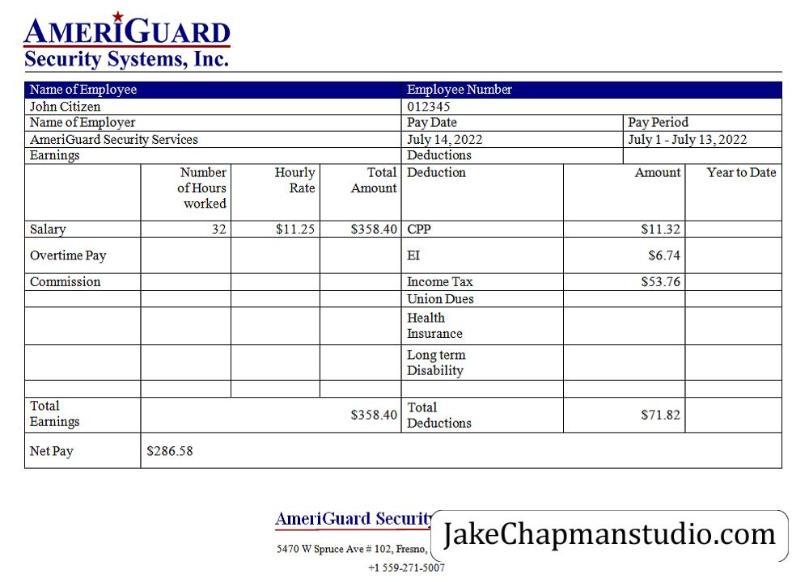 AMERIGUARD
Security Systems, Inc.
Name of Employee Employee Number
John Citizen 012345
Name of Employer Pay Date Pay Period
AmeriGuard Security Services July 14, 2022 July 1 - July 13, 2022
Earnings Deductions
Number of Hours worked Hourly Rate Total Amount Deduction Amount Year to Date
Salary 32 $11.25 $358.40 CPP $11.32
Overtime Pay EI $6.74
Commission Income Tax $53.76
Union Dues
Health
Insurance
Long term
Disability
Total Earnings $358.40 Total Deductions $71.82
Net Pay $286.58
AmeriGuard Security
5470 W Spruce Ave # 102, Fresno,
+1 559-271-5007
JakeChapmanstudio.com